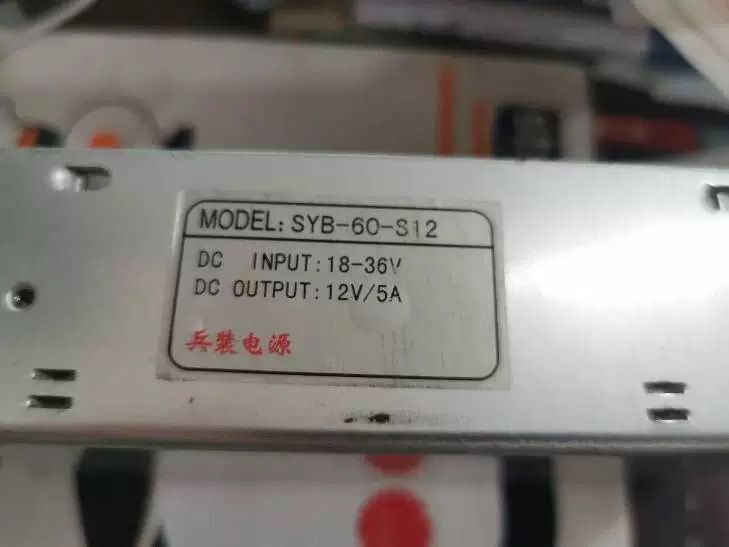 MODEL: SYB-60-S12
DC INPUT:18-36V
DC OUTPUT:12V/5A
兵装电源